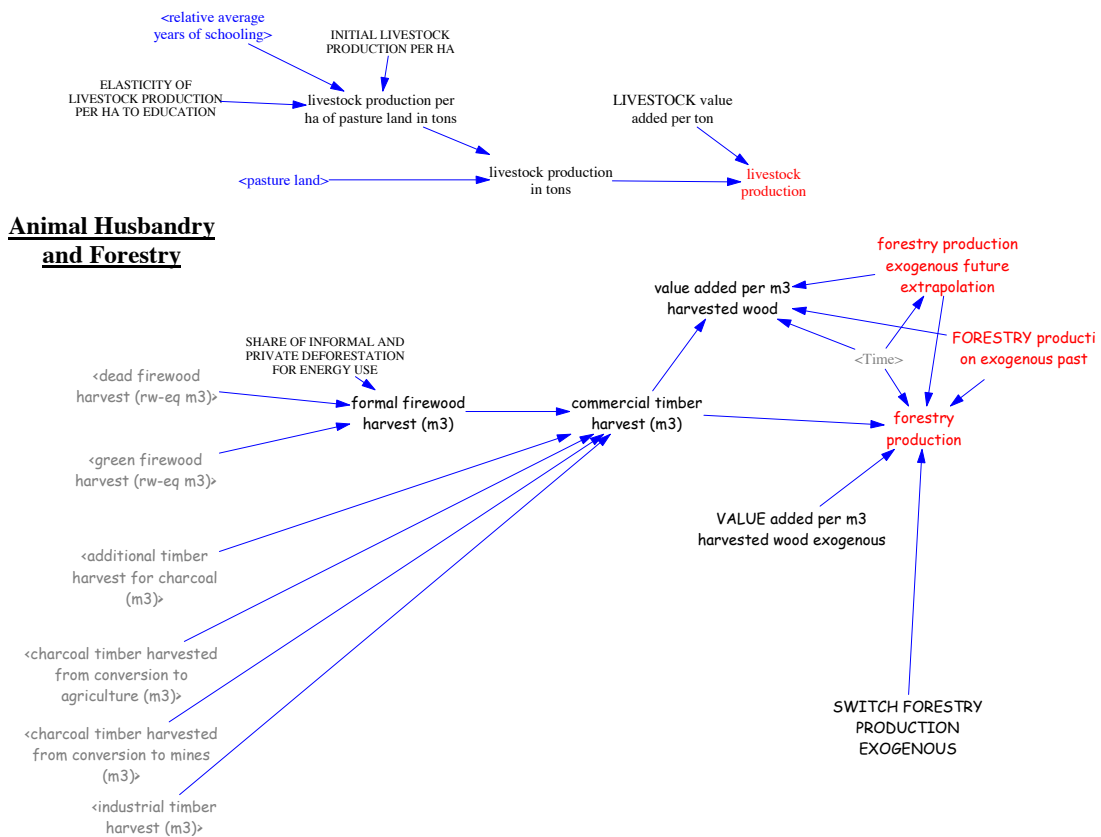 <relative average
years of schooling>
INITIAL LIVESTOCK
PRODUCTION PER HA
ELASTICITY OF
LIVESTOCK PRODUCTION
PER HA TO EDUCATION
livestock production per
ha of pasture land in tons
LIVESTOCK value
added per ton
<pasture land>
livestock production
in tons
livestock
production
Animal Husbandry
and Forestry
forestry production
exogenous future
extrapolation
value added per m3
harvested wood
FORESTRY producti
on exogenous past
<Time>
SHARE OF INFORMAL AND
PRIVATE DEFORESTATION
FOR ENERGY USE
<dead firewood
harvest (rw-eq m3)>
formal firewood
harvest (m3)
commercial timber
harvest (m3)
forestry
production
<green firewood
harvest (rw-eq m3)>
VALUE added per m3
harvested wood exogenous
<additional timber
harvest for charcoal
(m3)>
<charcoal timber harvested
from conversion to
agriculture (m3)>
<charcoal timber harvested
from conversion to mines
(m3)>
<industrial timber
harvest (m3)>
SWITCH FORESTRY
PRODUCTION
EXOGENOUS